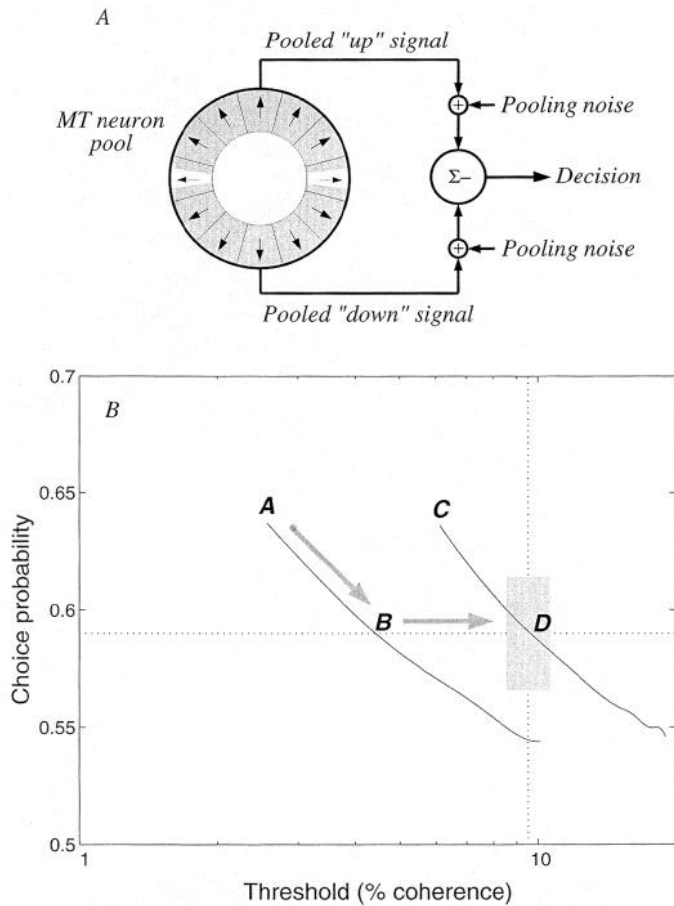 A
Pooled "up" signal
MT neuron
pool
Pooling noise
Σ–
Decision
Pooling noise
Pooled "down" signal
B
0.7
0.65
0.6
0.55
0.5
Choice probability
A
C
B
D
1
10
Threshold (% coherence)